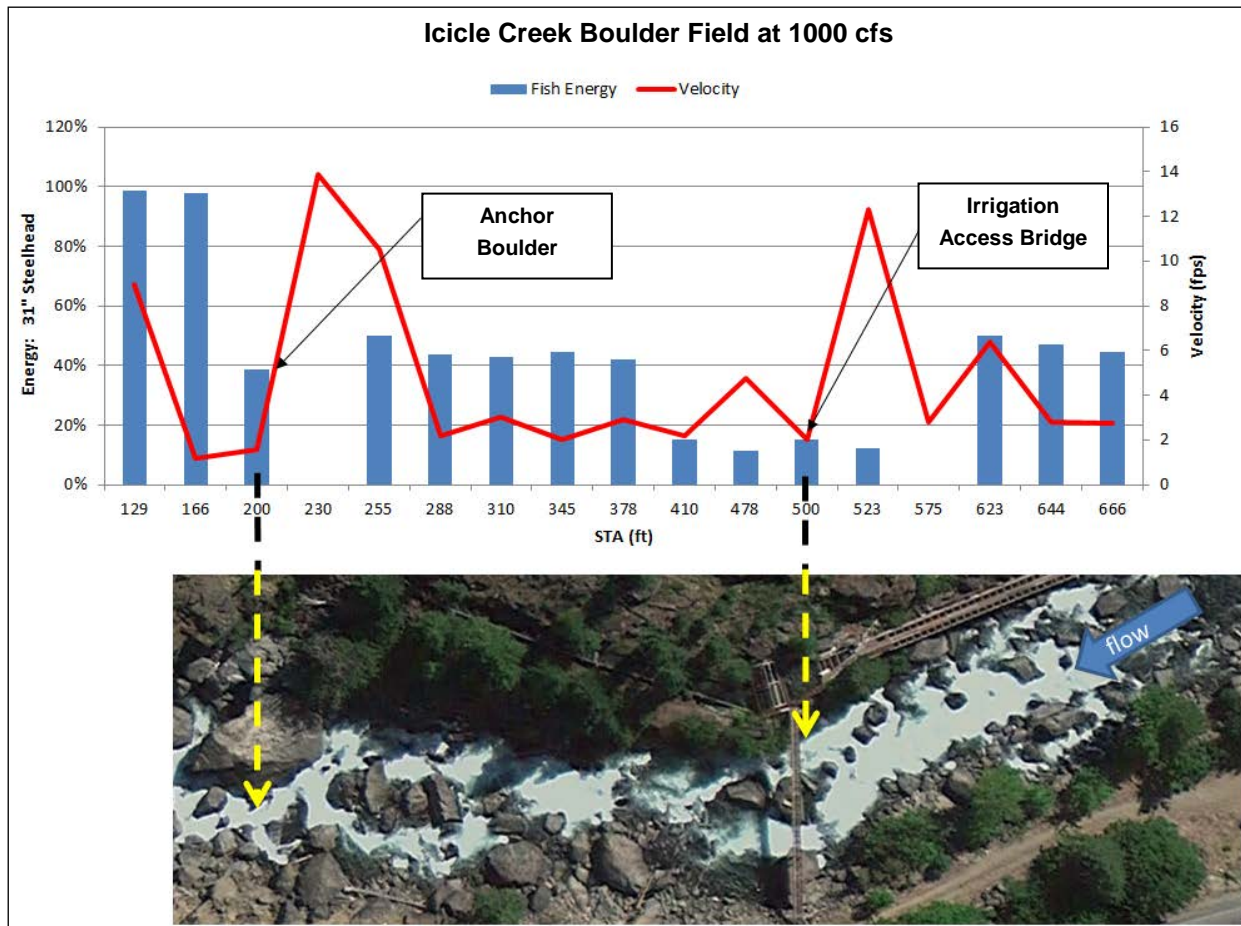 Icicle Creek Boulder Field at 1000 cfs
Fish Energy Velocity
Energy: 31" Steelhead
120%
100%
80%
60%
40%
20%
0%
Anchor
Boulder
Irrigation
Access Bridge
16
14
12
10
8
6
4
2
0
Velocity (fps)
129 166 200 230 255 288 310 345 378 410 478 500 523 575 623 644 666
STA (ft)
flow